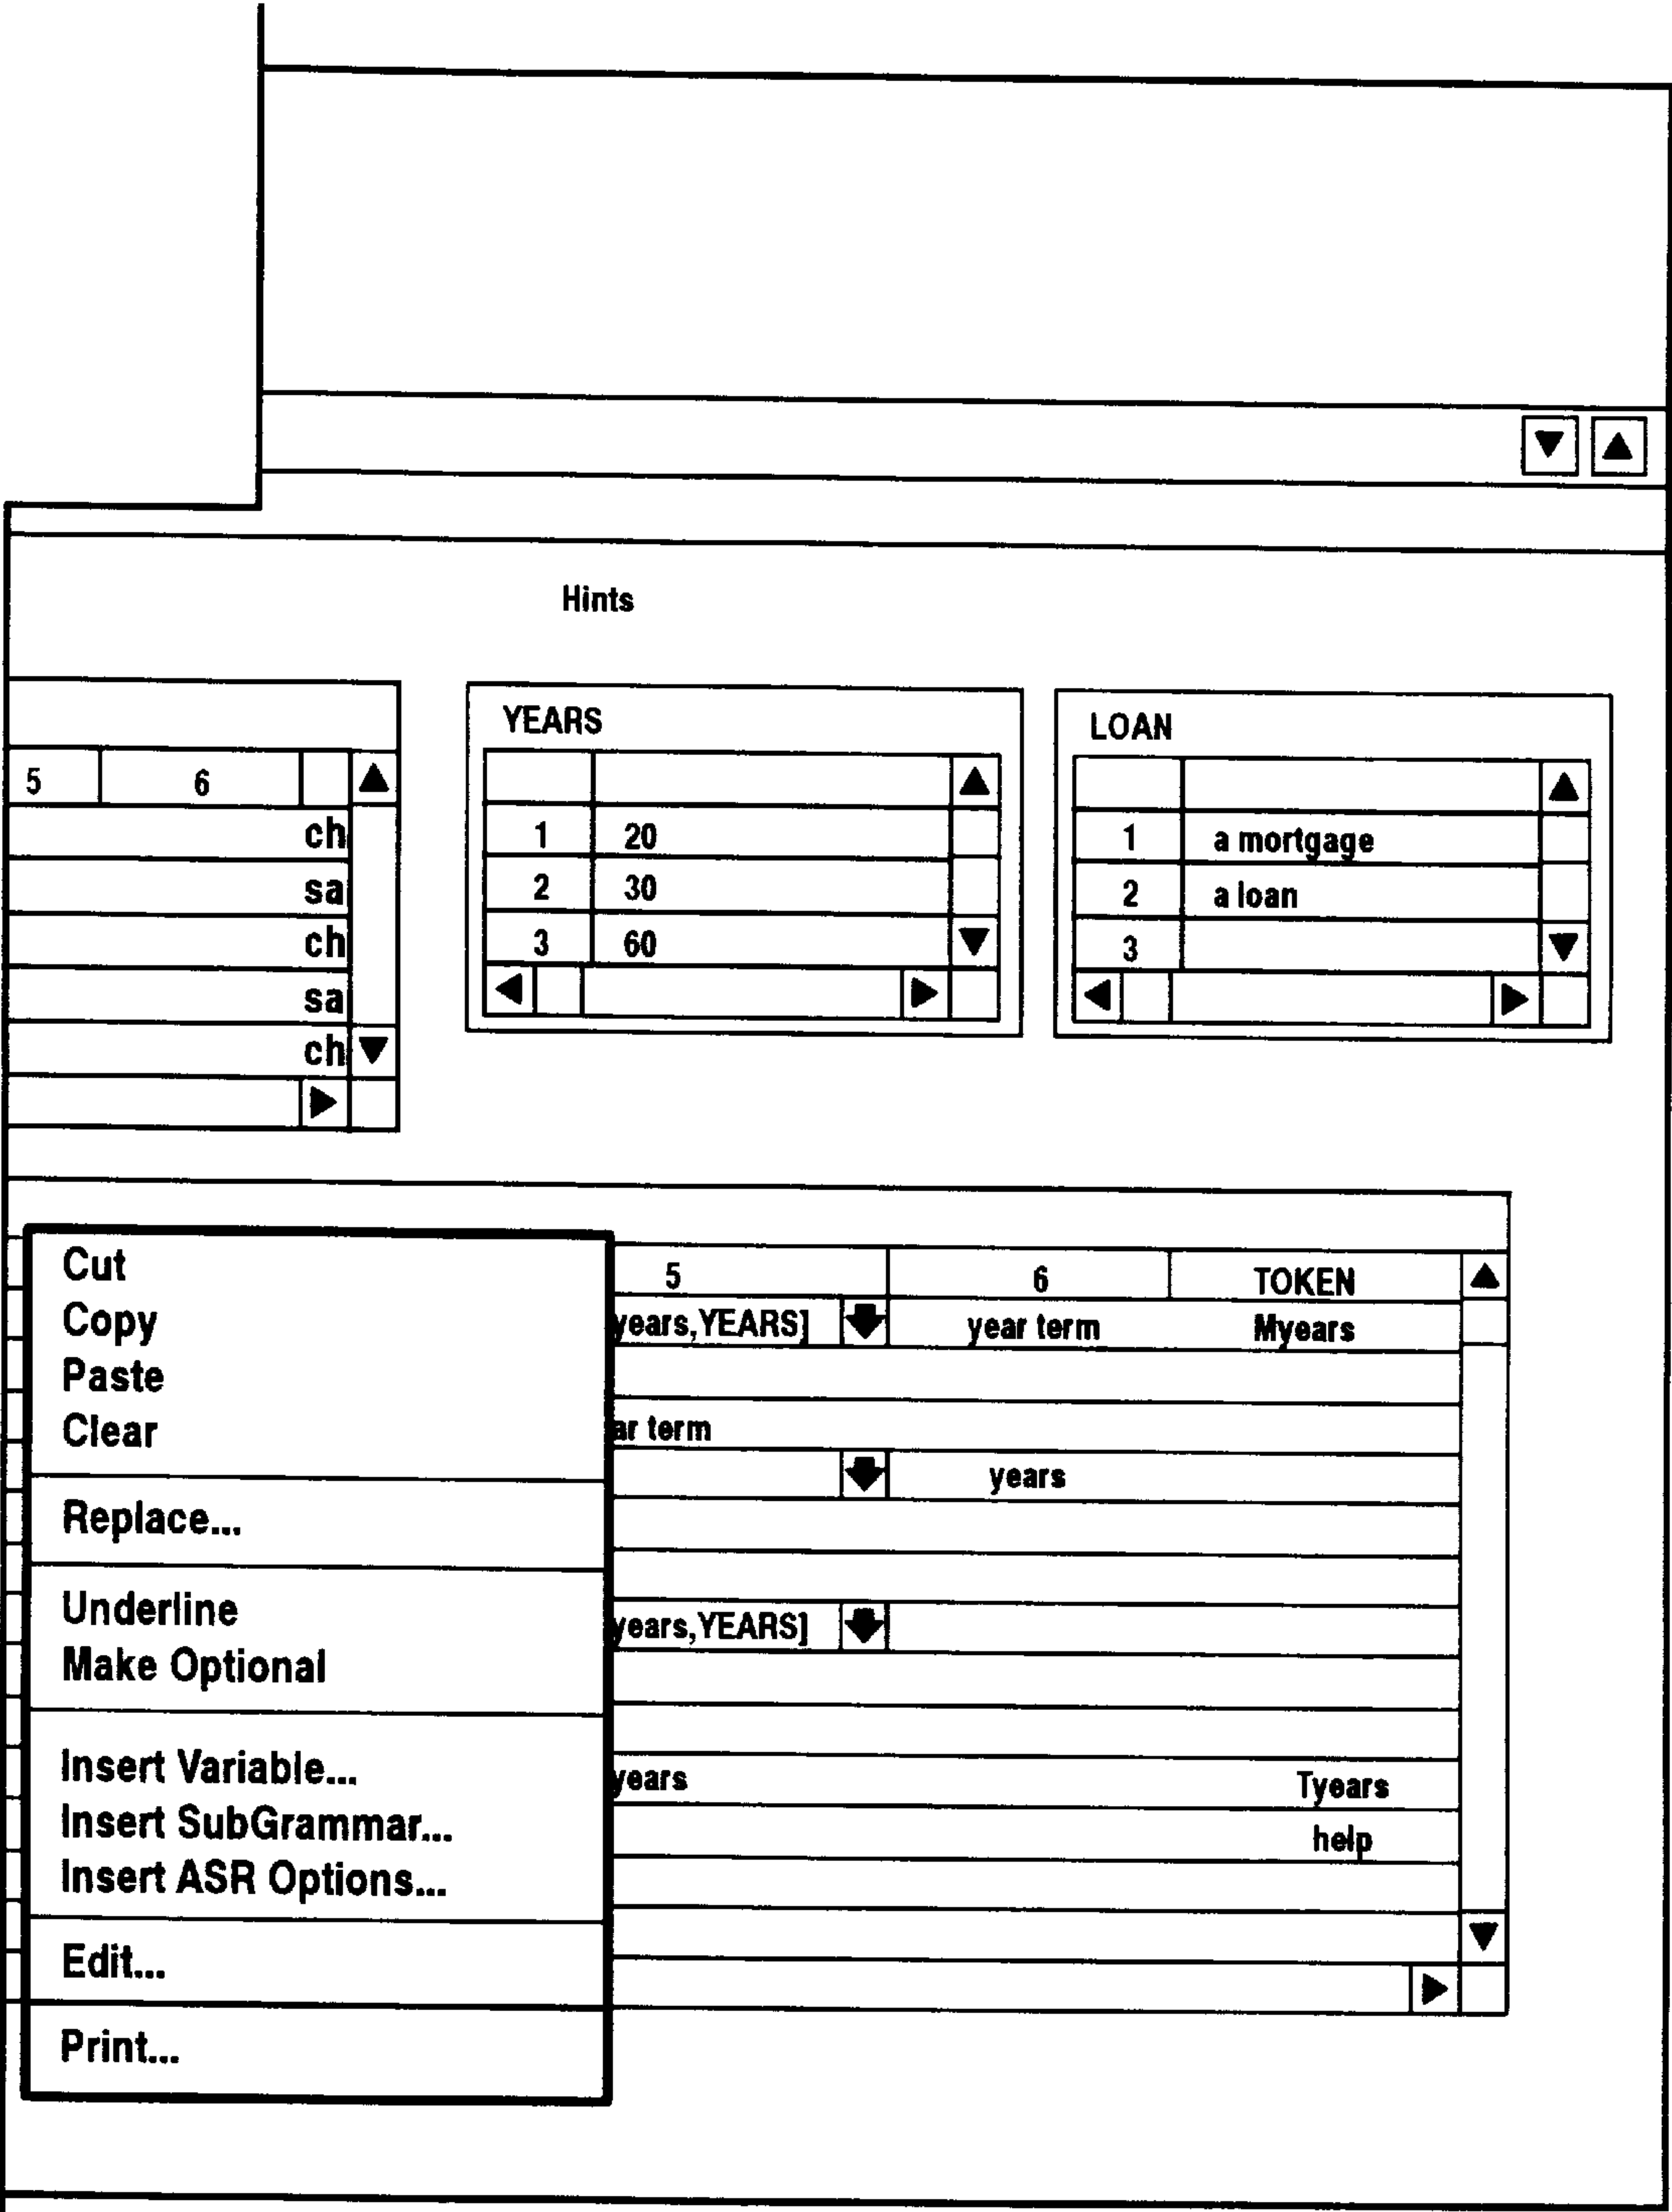 Hints
YEARS
LOAN
5 6
ch
sa
ch
sa
ch
1 20
2 30
3 60
1 a mortgage
2 a loan
3
Cut
Copy
Paste
Clear
Replace...
Underline
Make Optional
Insert Variable...
Insert SubGrammar...
Insert ASR Options...
Edit...
Print...
5 6 TOKEN
years,YEARS] year term Myears
ar term
years
years,YEARS]
years Tyears
help